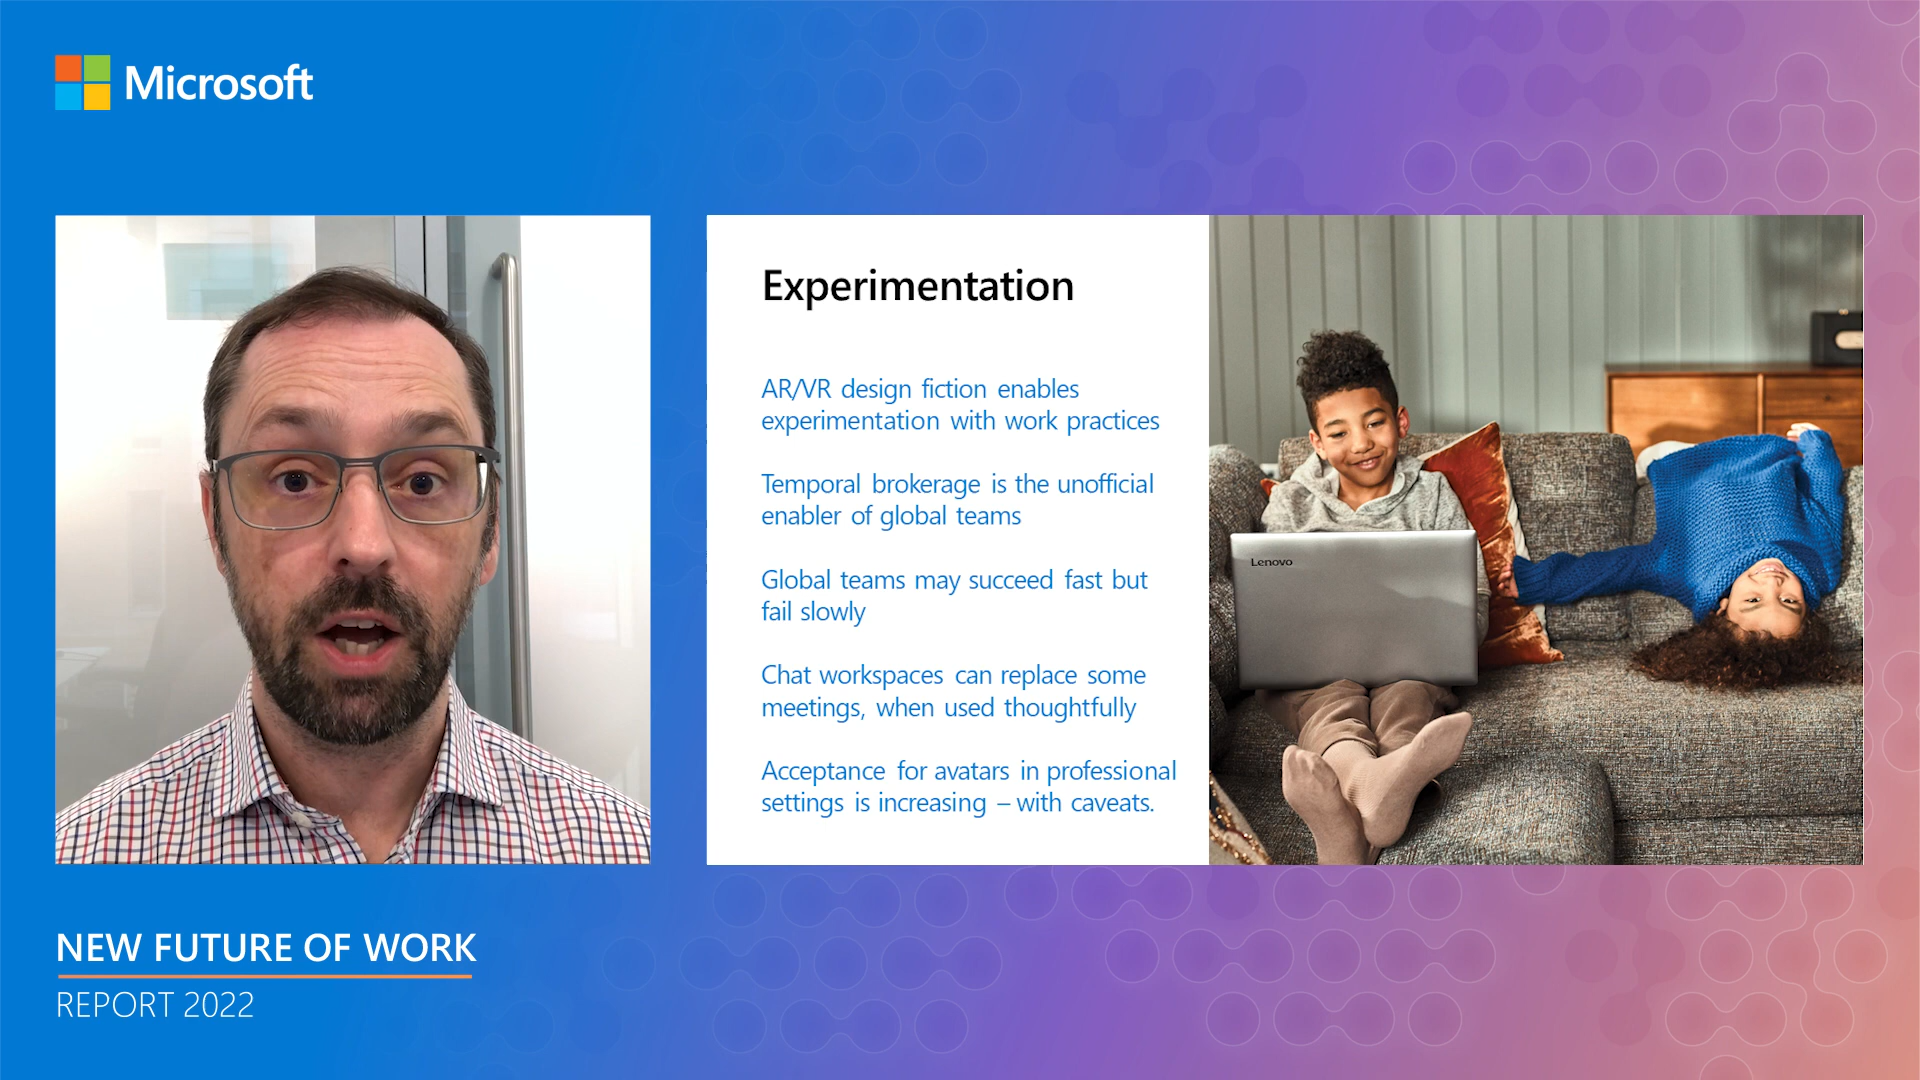 Microsoft
Experimentation
AR/VR design fiction enables
experimentation with work practices
Temporal brokerage is the unofficial
enabler of global teams
Global teams may succeed fast but
fail slowly
Chat workspaces can replace some
meetings, when used thoughtfully
Acceptance for avatars in professional
settings is increasing – with caveats.
Lenovo
NEW FUTURE OF WORK
REPORT 2022